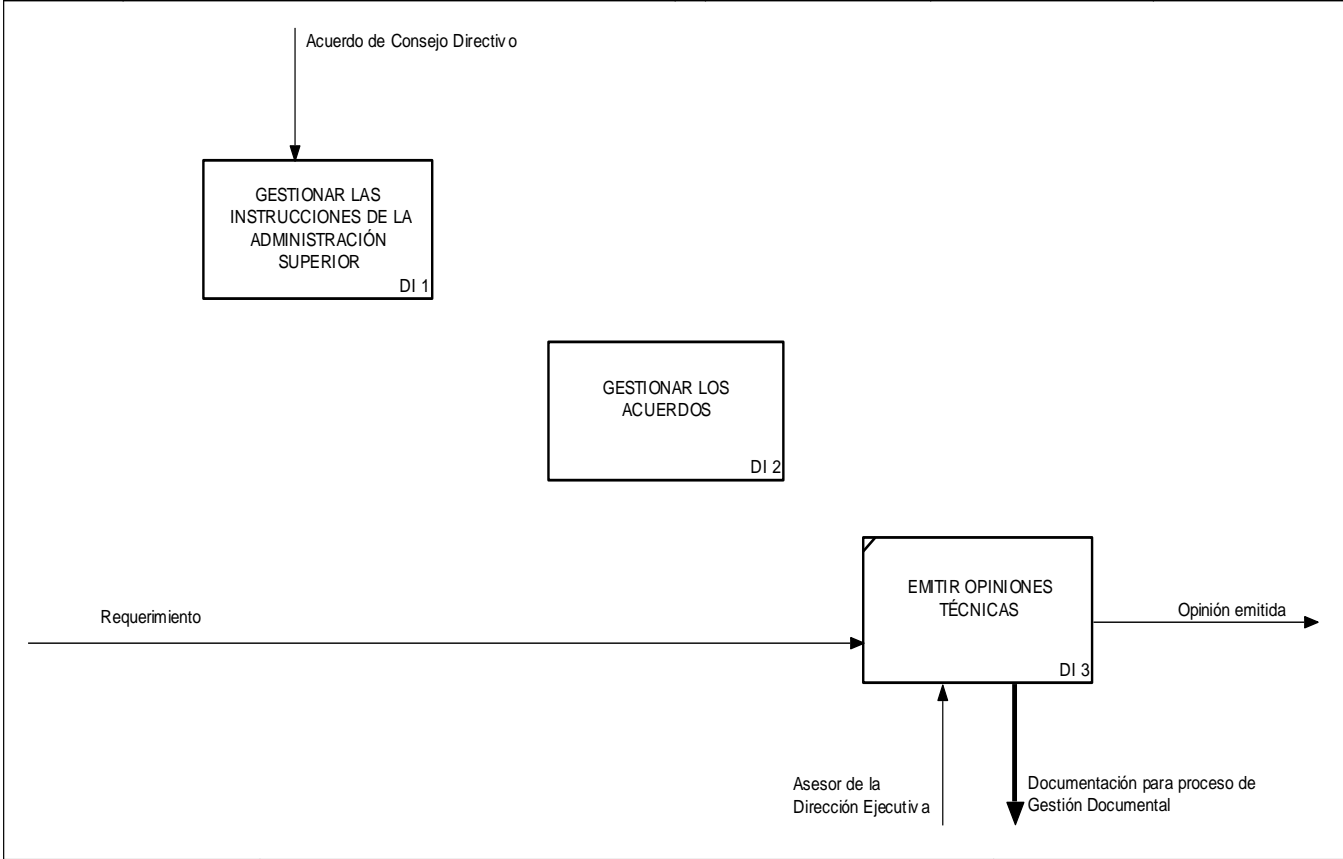 Acuerdo de Consejo Directivo
GESTIONAR LAS
INSTRUCCIONES DE LA
ADMINISTRACIÓN
SUPERIOR
DI 1
GESTIONAR LOS
ACUERDOS
DI 2
EMITIR OPINIONES
TÉCNICAS
DI 3
Requerimiento
Opinión emitida
Asesor de la
Dirección Ejecutiva
Documentación para proceso de
Gestión Documental